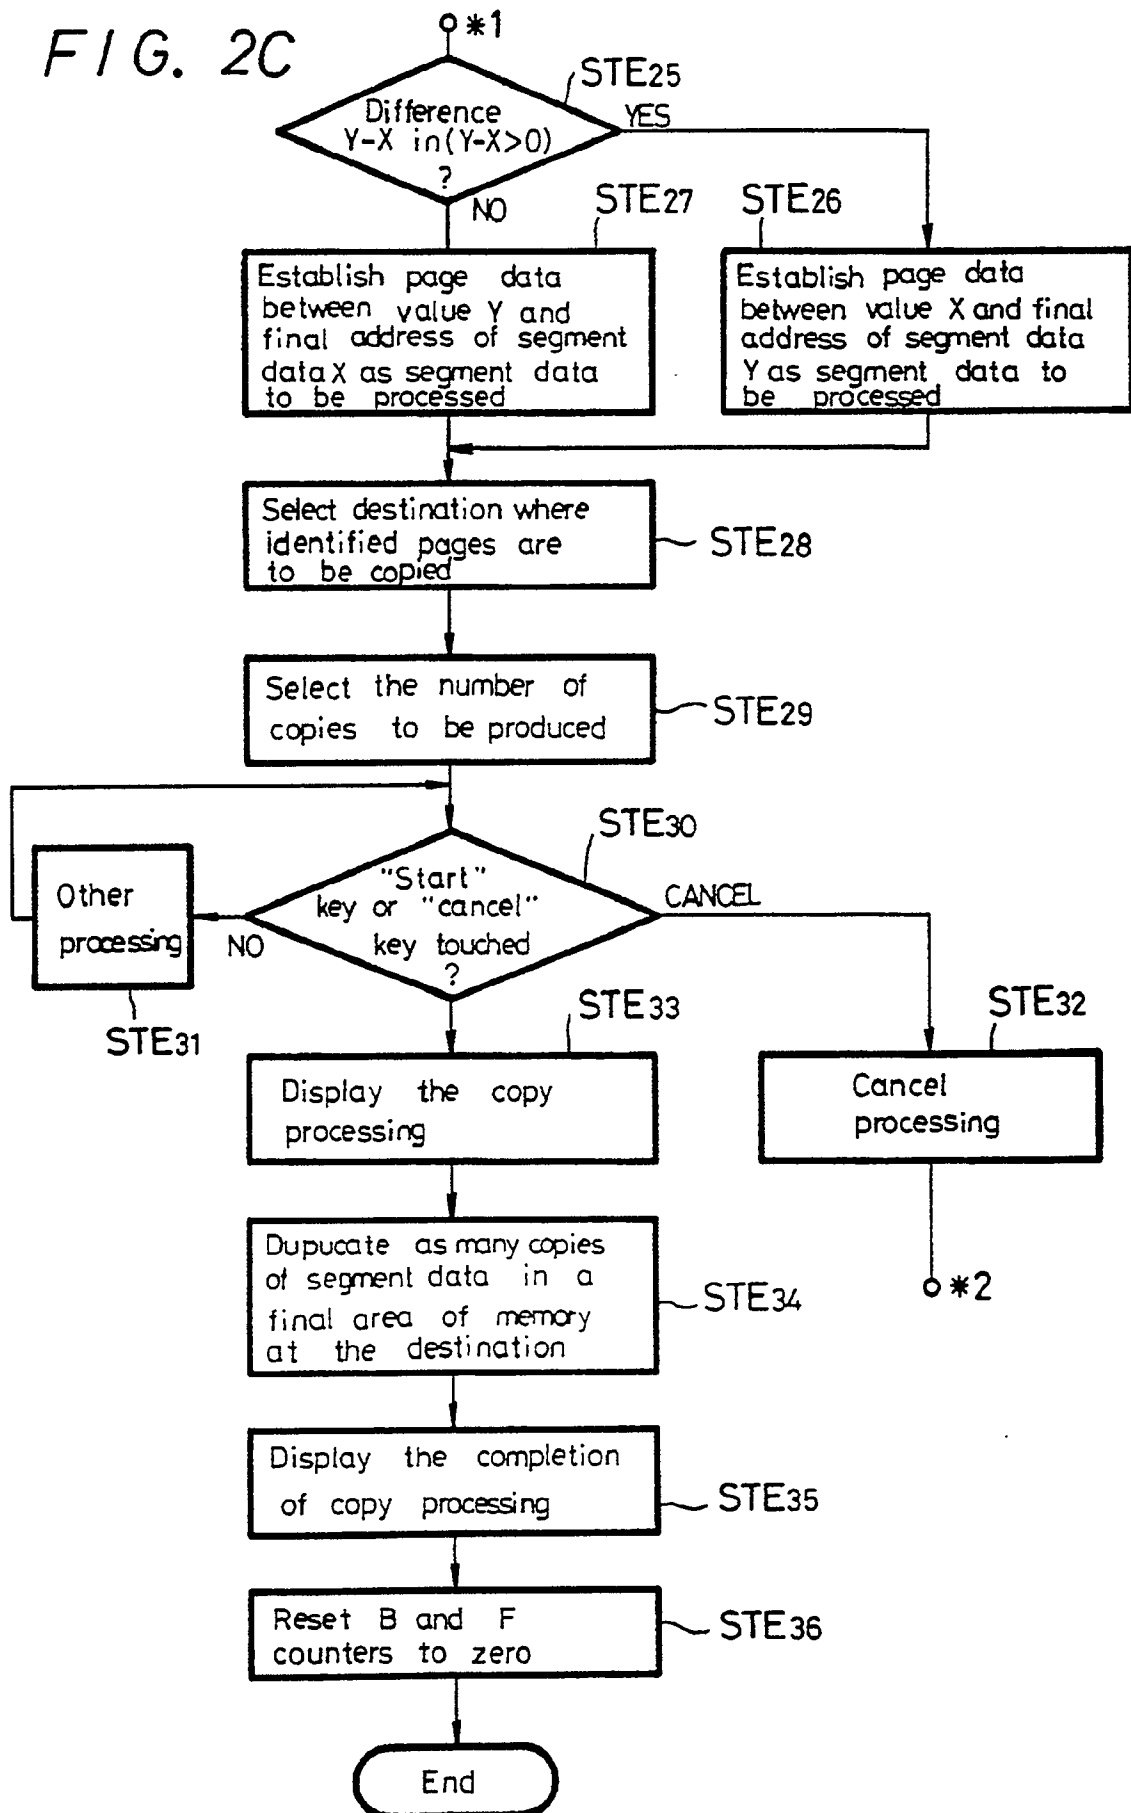 FIG. 2C
*1
STE25
Difference
Y-X in(Y-X>0)
?
YES
NO
STE27
STE26
Establish page data
between value Y and
final address of segment
data X as segment data
to be processed
Establish page data
between value X and final
address of segment data
Y as segment data to
be processed
Select destination where
identified pages are
to be copied
STE28
Select the number of
copies to be produced
STE29
STE30
"Start"
key or "cancel"
key touched
?
CANCEL
NO
Other
processing
STE31
STE33
STE32
Display the copy
processing
Cancel
processing
*2
Dupucate as many copies
of segment data in a
final area of memory
at the destination
STE34
Display the completion
of copy processing
STE35
Reset B and F
counters to zero
STE36
End